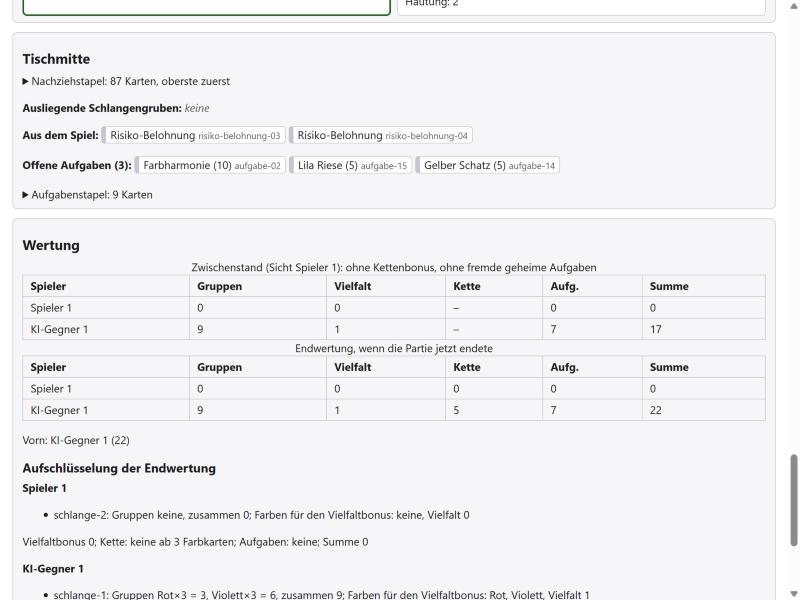 Häutung: 2
Tischmitte
▶ Nachziehstapel: 87 Karten, oberste zuerst
Ausliegende Schlangengruben: keine
Aus dem Spiel: Risiko-Belohnung risiko-belohnung-03 Risiko-Belohnung risiko-belohnung-04
Offene Aufgaben (3): Farbharmonie (10) aufgabe-02 Lila Riese (5) aufgabe-15 Gelber Schatz (5) aufgabe-14
▶ Aufgabenstapel: 9 Karten
Wertung
Zwischenstand (Sicht Spieler 1): ohne Kettenbonus, ohne fremde geheime Aufgaben
Spieler Gruppen Vielfalt Kette Aufg. Summe
Spieler 1 0 0 – 0 0
KI-Gegner 1 9 1 – 7 17
Endwertung, wenn die Partie jetzt endete
Spieler Gruppen Vielfalt Kette Aufg. Summe
Spieler 1 0 0 0 0 0
KI-Gegner 1 9 1 5 7 22
Vorn: KI-Gegner 1 (22)
Aufschlüsselung der Endwertung
Spieler 1
• schlange-2: Gruppen keine, zusammen 0; Farben für den Vielfaltbonus: keine, Vielfalt 0
Vielfaltbonus 0; Kette: keine ab 3 Farbkarten; Aufgaben: keine; Summe 0
KI-Gegner 1
• schlange-1: Gruppen Rot×3 = 3, Violett×3 = 6, zusammen 9; Farben für den Vielfaltbonus: Rot, Violett, Vielfalt 1